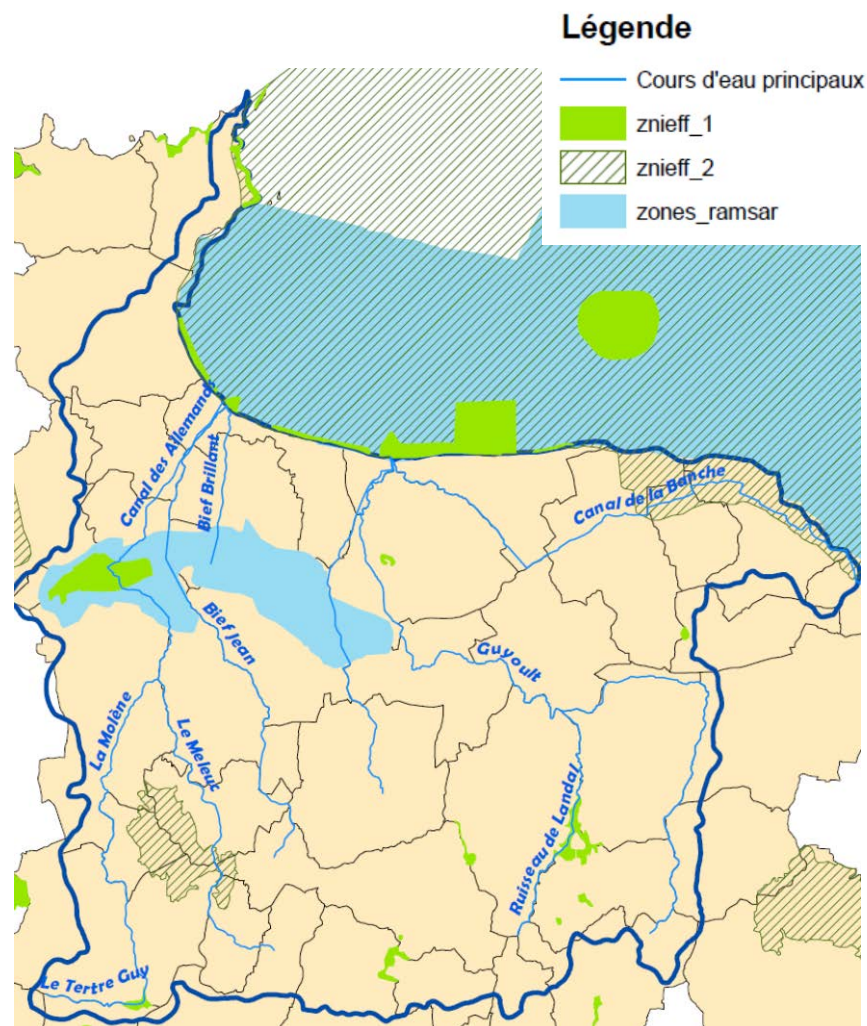 Légende
Cours d'eau principaux
znieff_1
znieff_2
zones_ramsar
Canal des Allemands
Bief Brillant
Canal de la Banche
Bief Jean
Guyoult
La Molène
Le Meleuc
Ruisseau de Landal
Le Tertre Guy